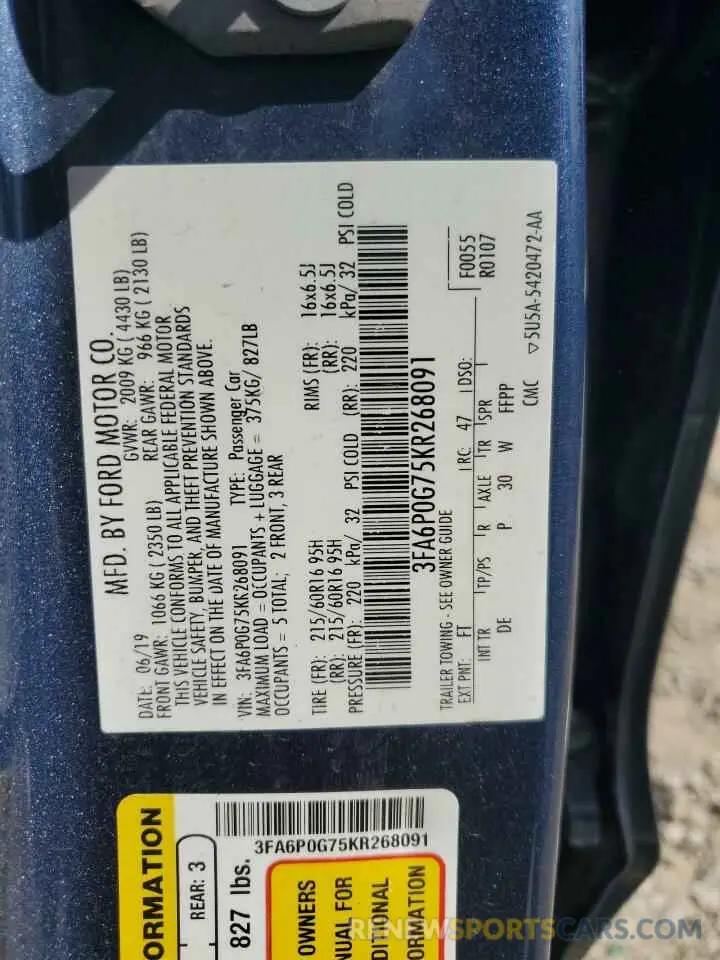 MFD. BY FORD MOTOR CO.
DATE: 06/19 GVWR: 2009 KG ( 4430 LB)
FRONT GAWR: 1066 KG ( 2350 LB) REAR GAWR: 966 KG ( 2130 LB)
THIS VEHICLE CONFORMS TO ALL APPLICABLE FEDERAL MOTOR
VEHICLE SAFETY, BUMPER, AND THEFT PREVENTION STANDARDS
IN EFFECT ON THE DATE OF MANUFACTURE SHOWN ABOVE.
VIN: 3FA6P0G75KR268091 TYPE: Passenger Car
MAXIMUM LOAD = OCCUPANTS + LUGGAGE = 375KG/ 827LB
OCCUPANTS = 5 TOTAL: 2 FRONT, 3 REAR
TIRE (FR): 215/60R16 95H RIMS (FR): 16x6.5J
(RR): 215/60R16 95H (RR): 16x6.5J
PRESSURE (FR): 220 kPa/ 32 PSI COLD (RR): 220 kPa/ 32 PSI COLD
3FA6P0G75KR268091
TRAILER TOWING - SEE OWNER GUIDE F0055
EXT PNT: FT RC: 47 DSO: R0107
INT TR TP/PS R AXLE TR SPR
DE P 30 W FFPP
CMC ▽5U5A-5420472-AA
3FA6P0G75KR268091
ORMATION
REAR: 3
827 lbs.
OWNERS
NUAL FOR
DITIONAL
ORMATION
RENEWSPORTSCARS.COM